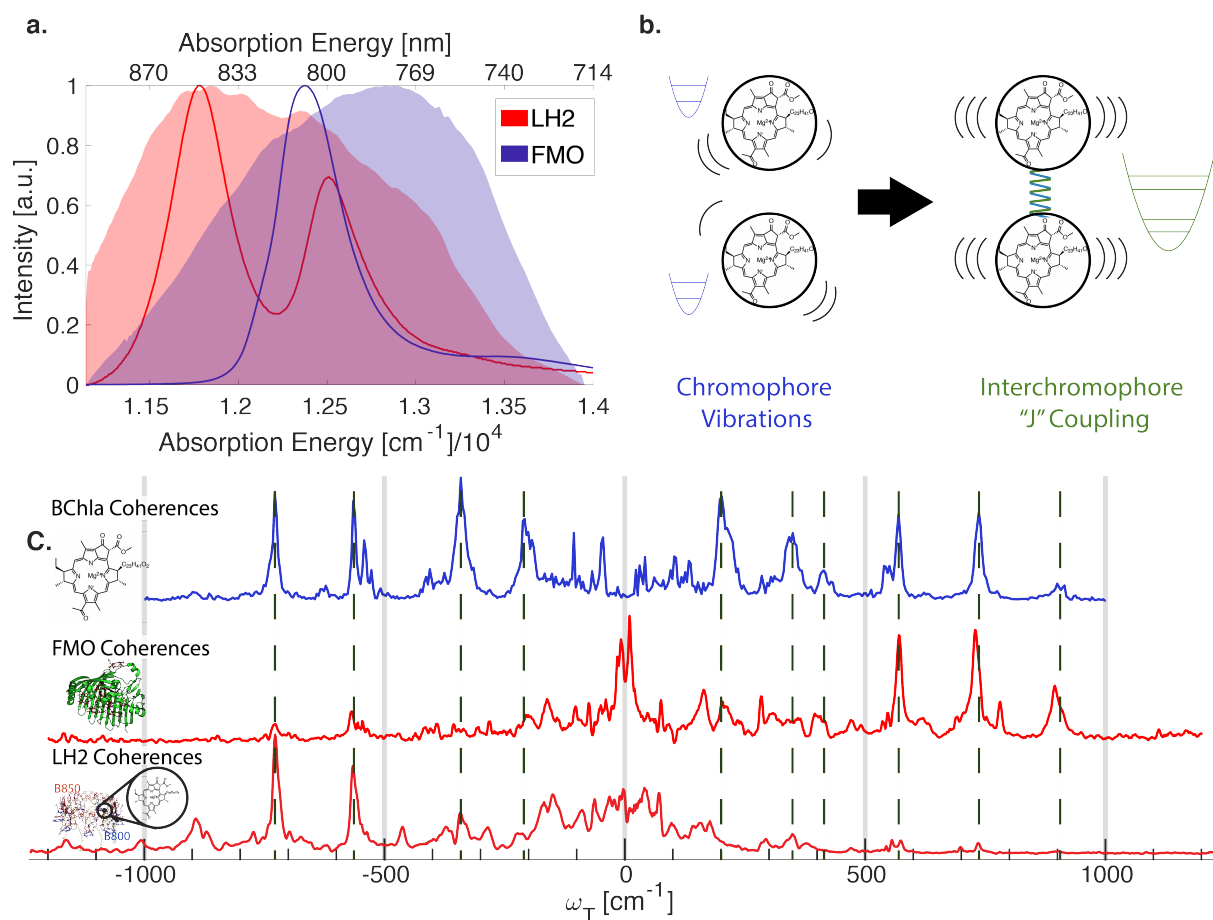 a.
Absorption Energy [nm]
870 833 800 769 740 714
1
0.8
0.6
0.4
0.2
0
Intensity [a.u.]
LH2
FMO
1.15 1.2 1.25 1.3 1.35 1.4
Absorption Energy [cm-1]/10⁴
b.
Chromophore
Vibrations
Interchromophore
“J” Coupling
C.
BChla Coherences
FMO Coherences
LH2 Coherences
B850
B800
-1000 -500 0 500 1000
ωT [cm-1]